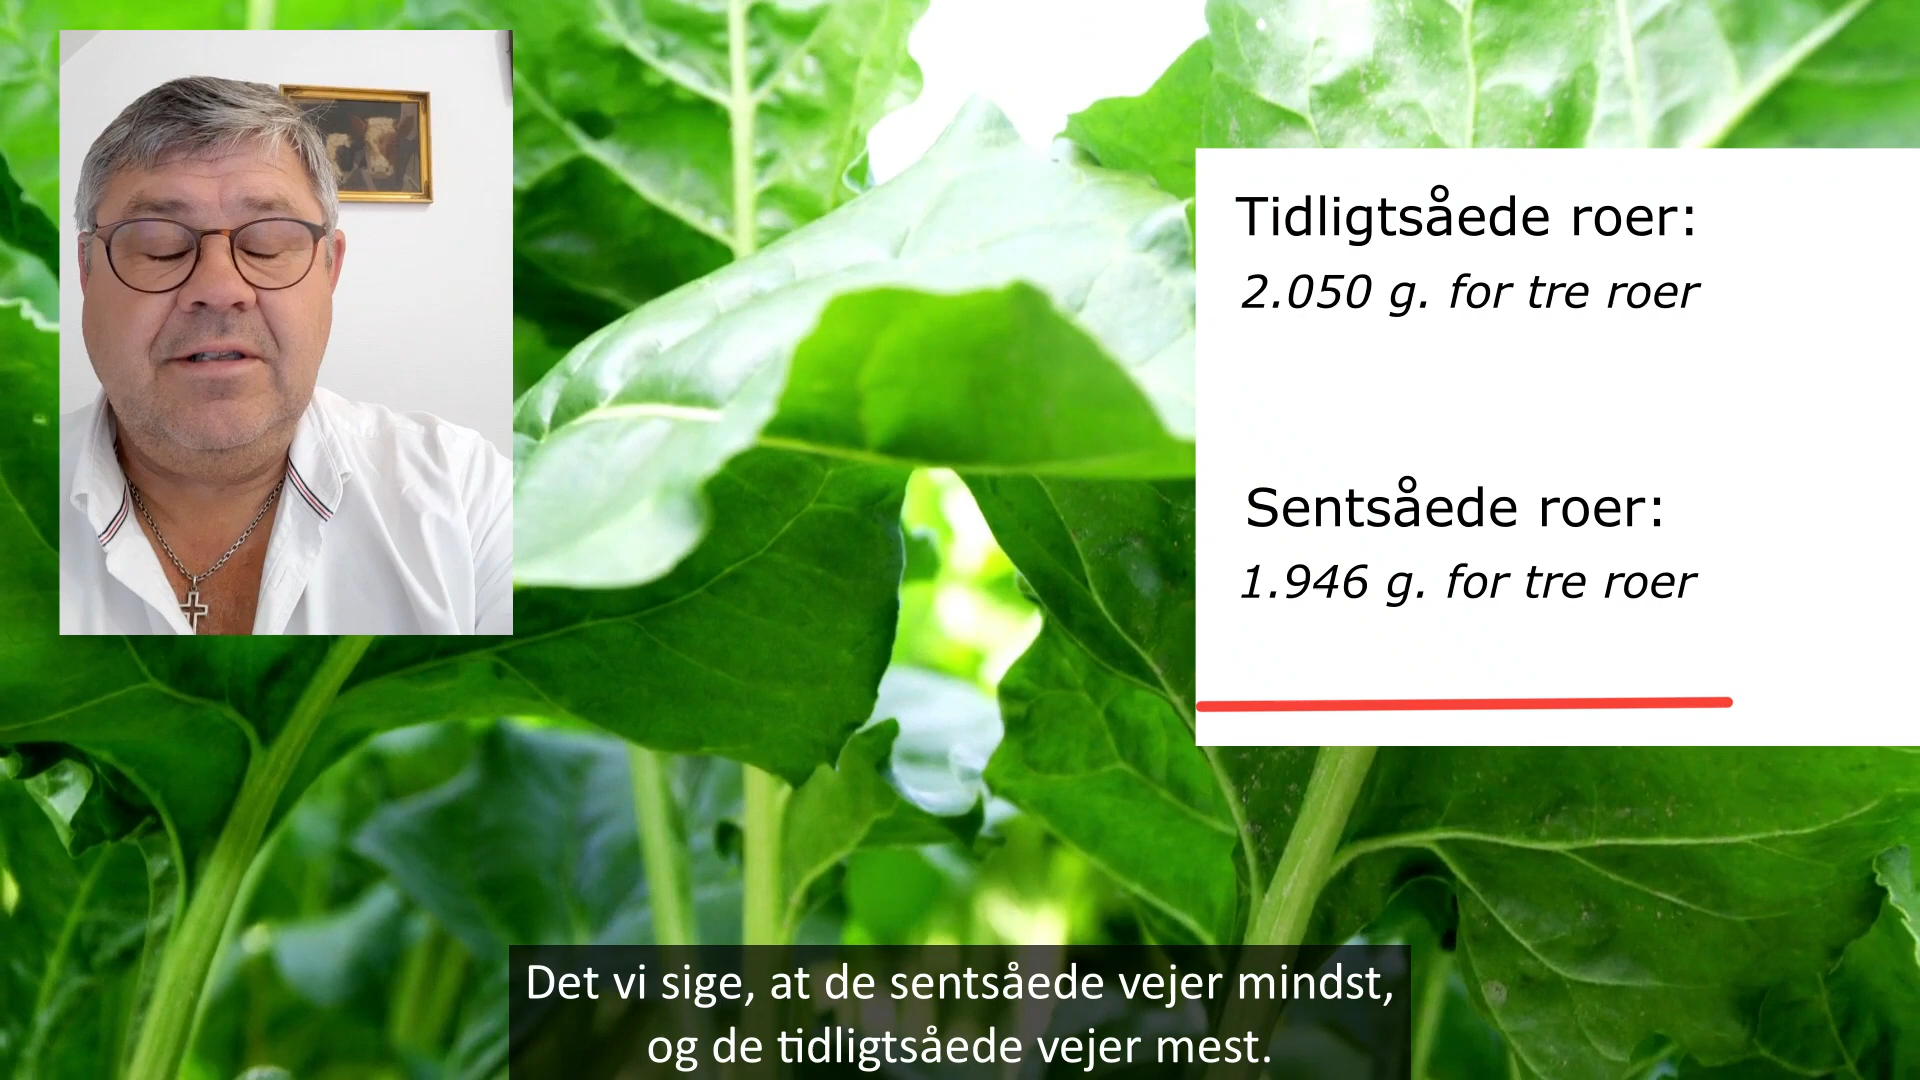 Tidligtsåede roer:
2.050 g. for tre roer
Sentsåede roer:
1.946 g. for tre roer
Det vi sige, at de sentsåede vejer mindst,
og de tidligtsåede vejer mest.